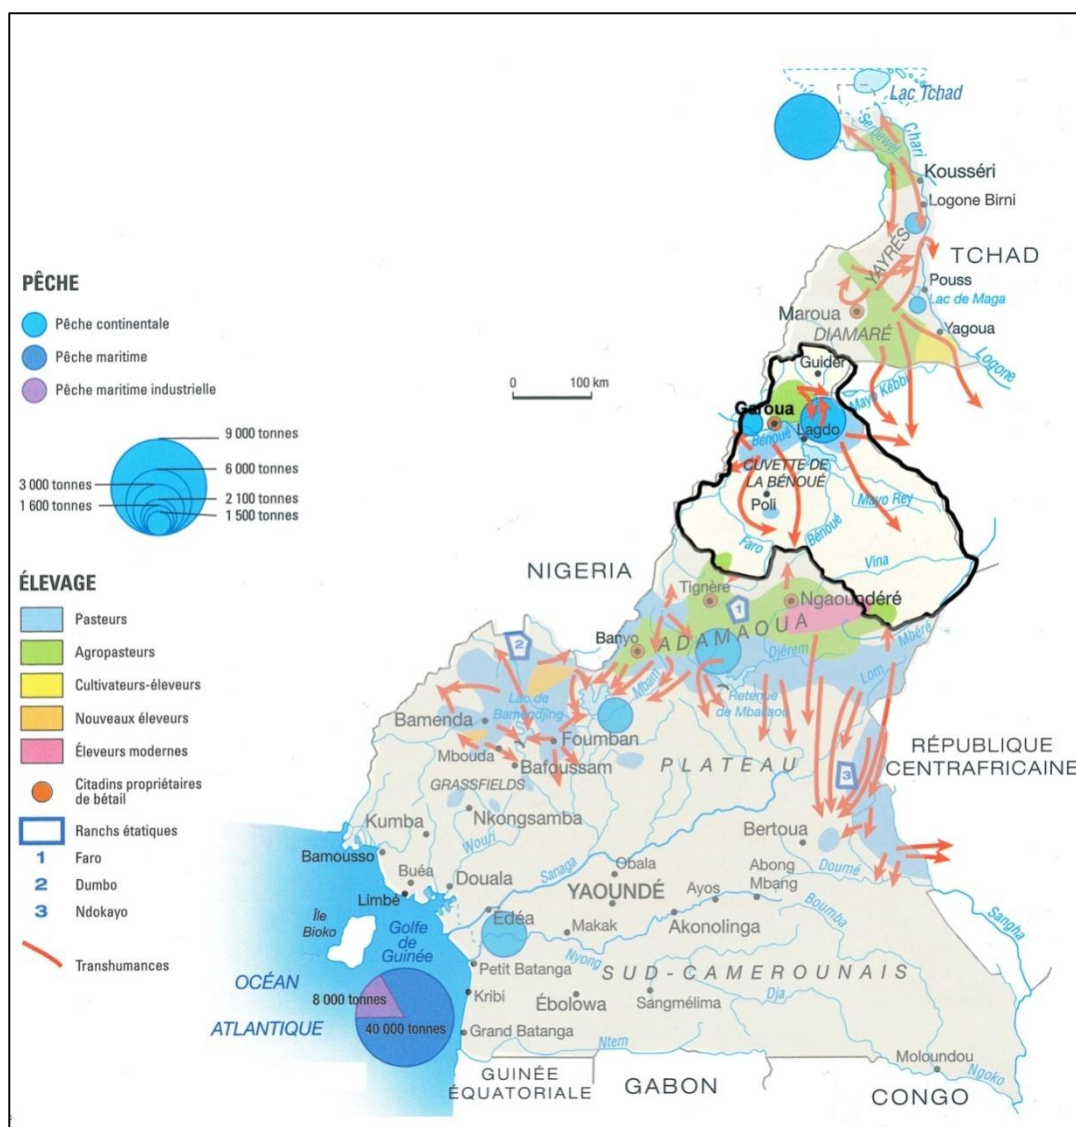 PÊCHE
Pêche continentale
Pêche maritime
Pêche maritime industrielle
9 000 tonnes
6 000 tonnes
3 000 tonnes
2 100 tonnes
1 600 tonnes
1 500 tonnes
ÉLEVAGE
Pasteurs
Agropasteurs
Cultivateurs-éleveurs
Nouveaux éleveurs
Éleveurs modernes
Citadins propriétaires
de bétail
Ranchs étatiques
1 Faro
2 Dumbo
3 Ndokayo
Transhumances
0 100 km
Lac Tchad
Serbewel
Chari
Kousséri
Logone Birni
YAYRÉS
TCHAD
Pouss
Lac de Maga
Maroua
DIAMARÉ
Yagoua
Logone
Guider
Mayo Kébbi
Garoua
Bénoué
Lagdo
CUVETTE DE
LA BÉNOUÉ
Mayo Rey
Poli
Faro
Bénoué
Vina
NIGERIA
Tignère
1
Ngaoundéré
ADAMAOUA
Mbéré
Banyo
Djérem
Lom
2
Mbam
Lac de
Bamendjing
Retenue
de Mbakaou
Bamenda
Foumban
Mbouda
Bafoussam
GRASSFIELDS
PLATEAU
RÉPUBLIQUE
CENTRAFRICAINE
3
Nkongsamba
Kumba
Wouri
Bertoua
Bamousso
Buéa
Douala
Sanaga
Obala
Abong
Mbang
Doumé
Limbé
YAOUNDÉ
Ayos
Île
Bioko
Golfe
de
Guinée
Edéa
Makak
Akonolinga
Boumba
Sangha
Nyong
SUD-CAMEROUNAIS
OCÉAN
ATLANTIQUE
8 000 tonnes
40 000 tonnes
Petit Batanga
Kribi
Ébolowa
Sangmélima
Dja
Grand Batanga
Ntem
Moloundou
Ngoko
GUINÉE
ÉQUATORIALE
GABON
CONGO